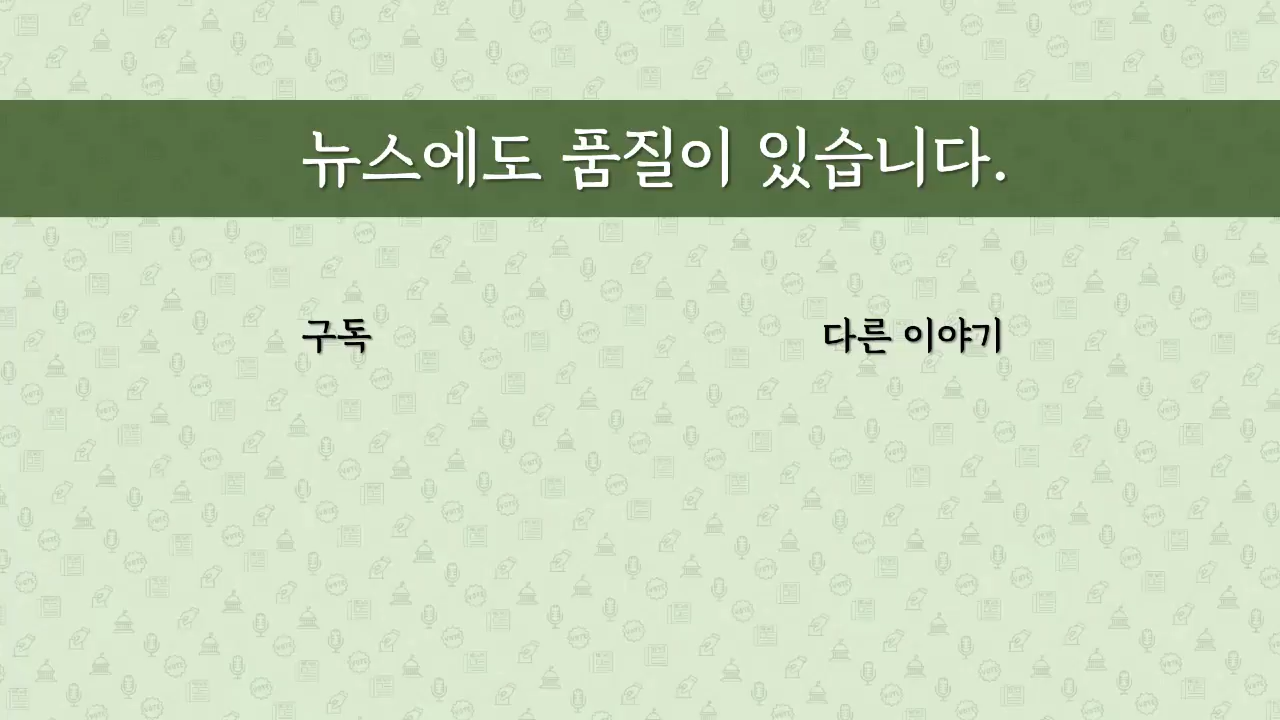 뉴스에도 품질이 있습니다.
구독
다른 이야기